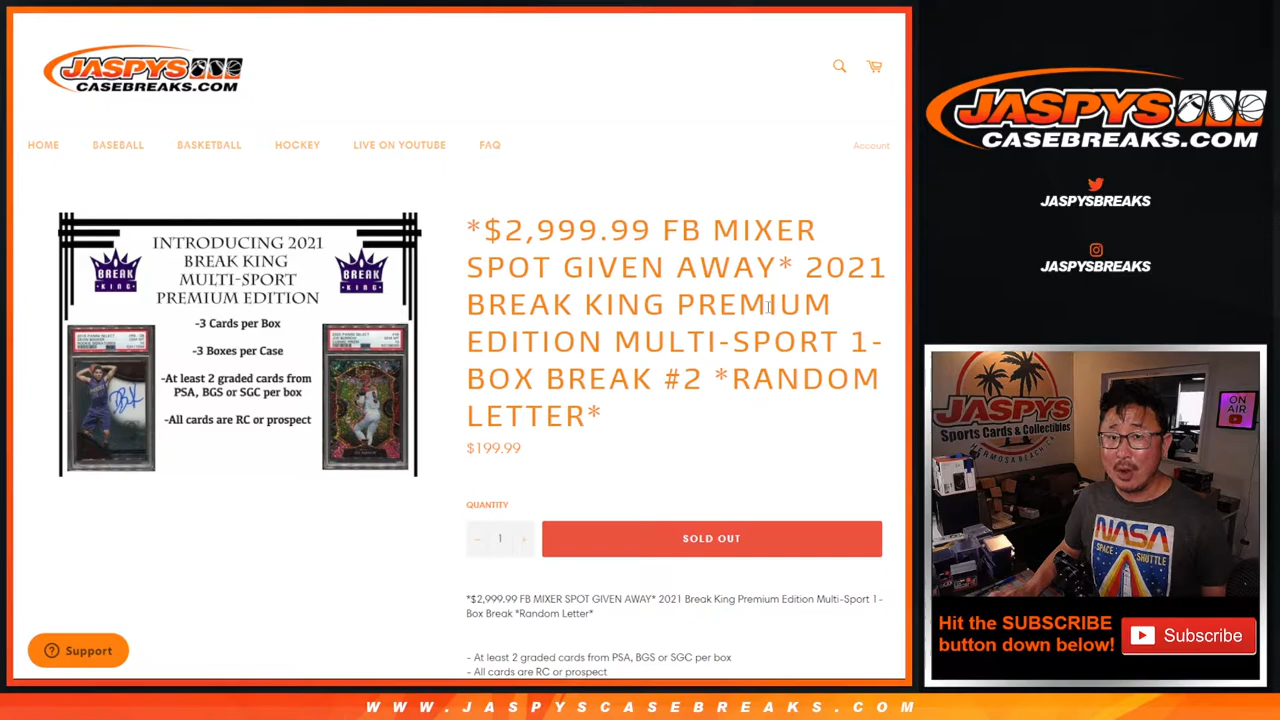 JASPYS
CASEBREAKS.COM
HOME
BASEBALL
BASKETBALL
HOCKEY
LIVE ON YOUTUBE
FAQ
Account
INTRODUCING 2021
BREAK KING
MULTI-SPORT
PREMIUM EDITION
BREAK
KING
BREAK
KING
-3 Cards per Box
-3 Boxes per Case
-At least 2 graded cards from
PSA, BGS or SGC per box
-All cards are RC or prospect
*$2,999.99 FB MIXER
SPOT GIVEN AWAY* 2021
BREAK KING PREMIUM
EDITION MULTI-SPORT 1-
BOX BREAK #2 *RANDOM
LETTER*
$199.99
QUANTITY
− 1 +
SOLD OUT
*$2,999.99 FB MIXER SPOT GIVEN AWAY* 2021 Break King Premium Edition Multi-Sport 1-
Box Break *Random Letter*
- At least 2 graded cards from PSA, BGS or SGC per box
- All cards are RC or prospect
Support
JASPYS
CASEBREAKS.COM
JASPYSBREAKS
JASPYSBREAKS
JASPYS
Sports Cards & Collectibles
HERMOSA BEACH, CA
ON
AIR
NASA
SPACE SHUTTLE
Hit the SUBSCRIBE
button down below!
Subscribe
WWW.JASPYSCASEBREAKS.COM